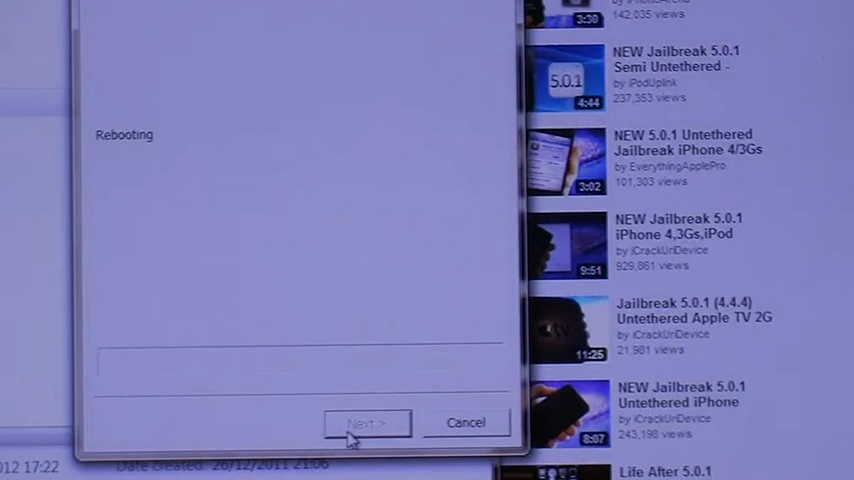 3:30
142,035 views
NEW Jailbreak 5.0.1
Semi Untethered -
by iPodUplink
237,353 views
5.0.1
4:44
Rebooting
NEW 5.0.1 Untethered
Jailbreak iPhone 4/3Gs
by EverythingApplePro
101,303 views
3:02
NEW Jailbreak 5.0.1
iPhone 4,3Gs,iPod
by iCrackUriDevice
929,861 views
9:51
Jailbreak 5.0.1 (4.4.4)
Untethered Apple TV 2G
by iCrackUriDevice
21,981 views
tv
11:25
NEW Jailbreak 5.0.1
Untethered iPhone
by iCrackUriDevice
243,198 views
8:07
Next >
Cancel
012 17:22
Date created: 26/12/2011 21:06
Life After 5.0.1